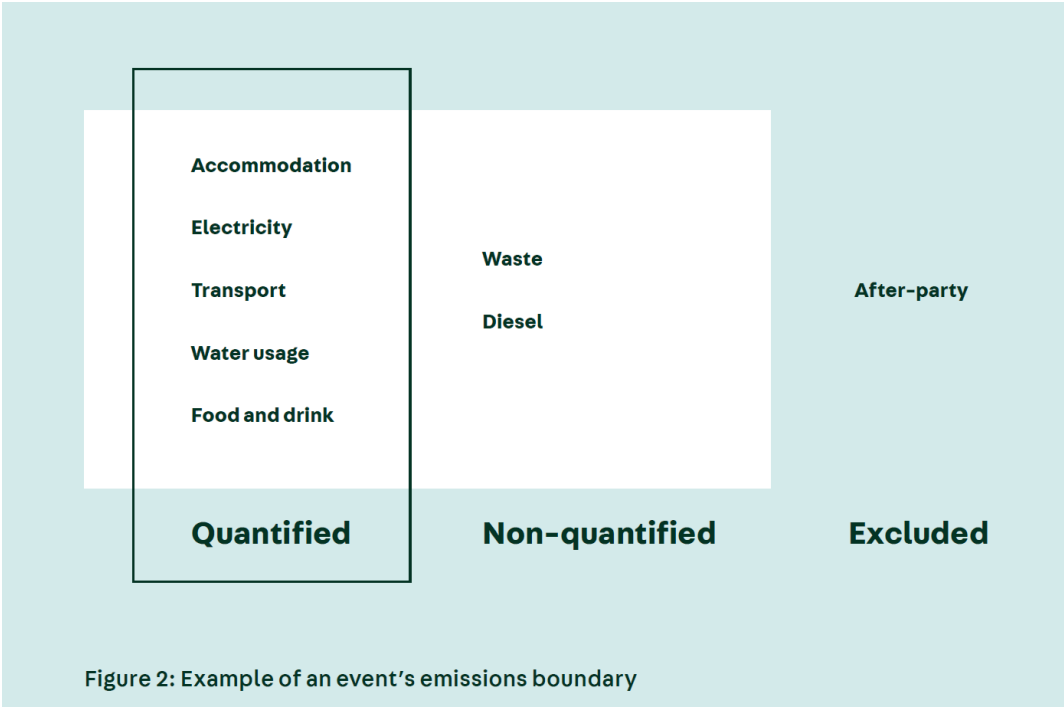 Accommodation
Electricity
Transport
Water usage
Food and drink
Waste
Diesel
After-party
Quantified
Non-quantified
Excluded
Figure 2: Example of an event’s emissions boundary